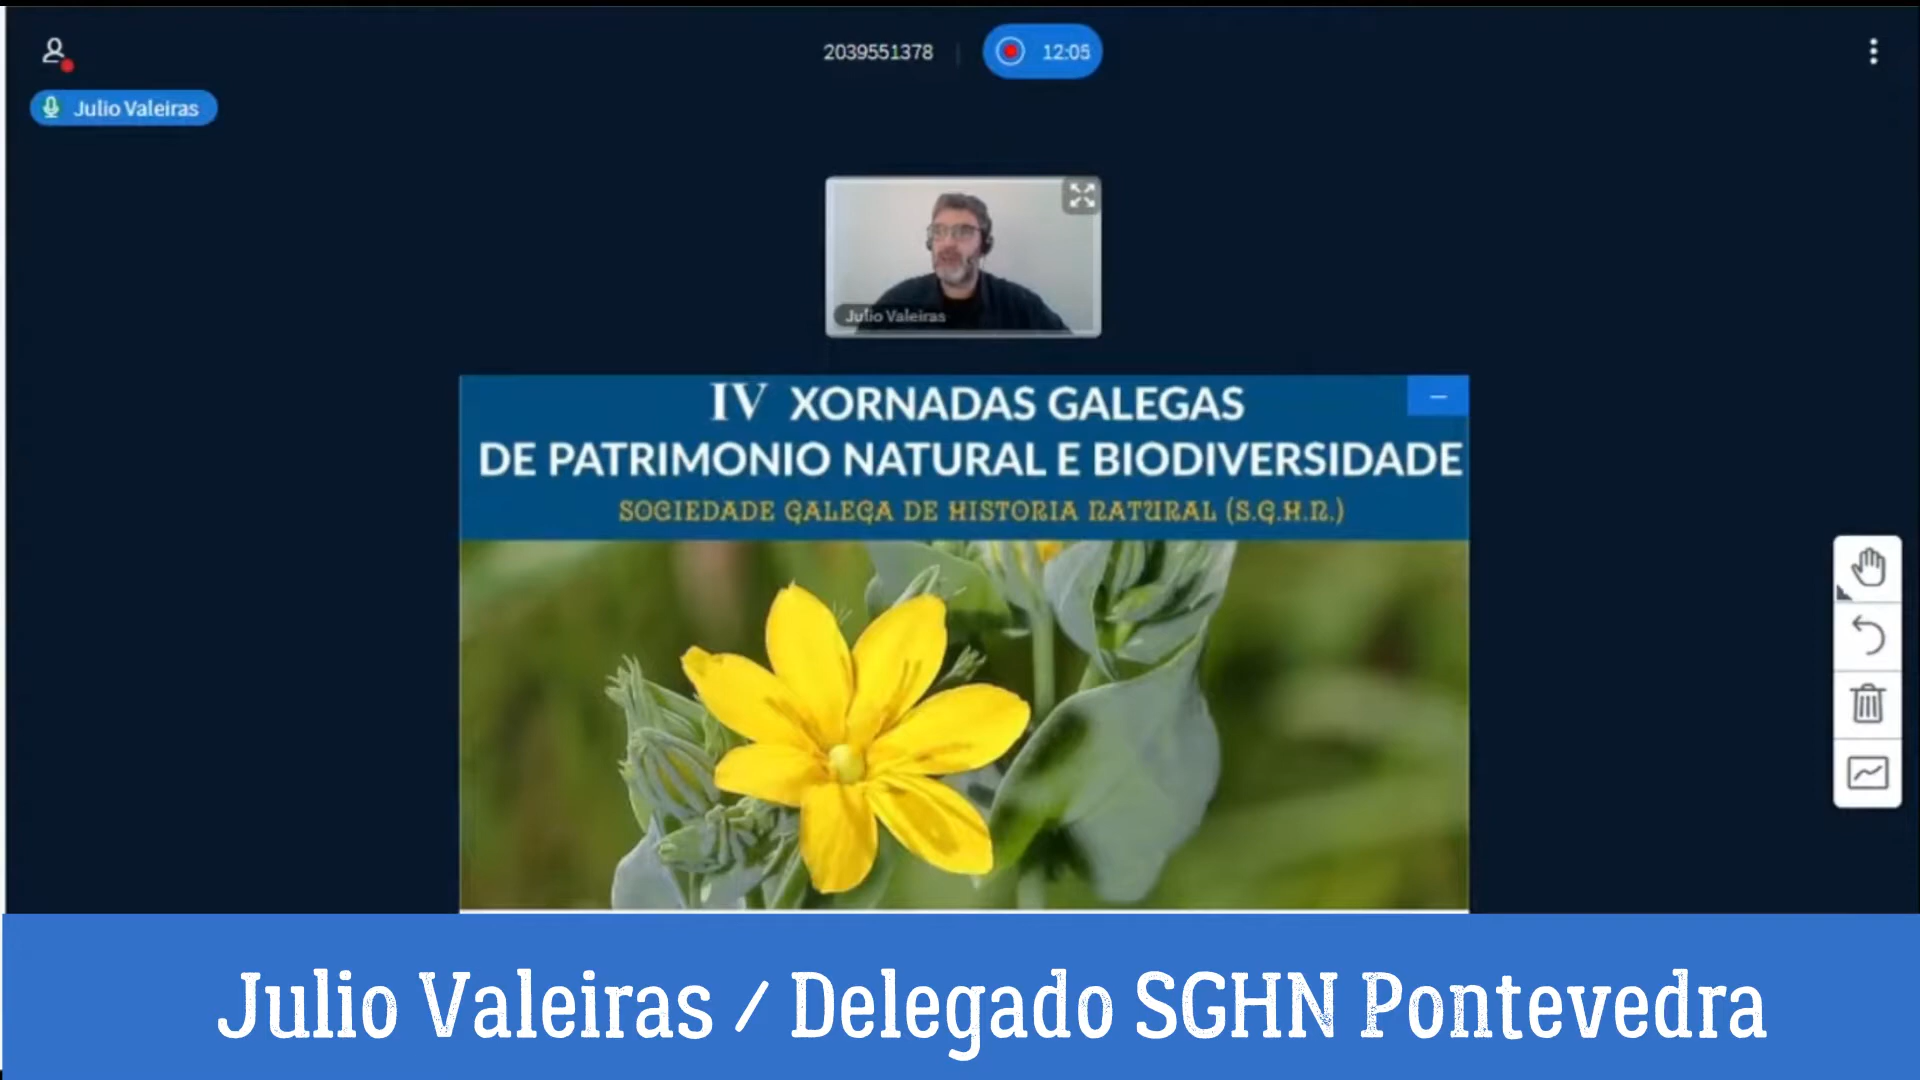 2039551378
12:05
Julio Valeiras
Julio Valeiras
IV XORNADAS GALEGAS
DE PATRIMONIO NATURAL E BIODIVERSIDADE
SOCIEDADE GALEGA DE HISTORIA NATURAL (S.G.H.N.)
Julio Valeiras / Delegado SGHN Pontevedra